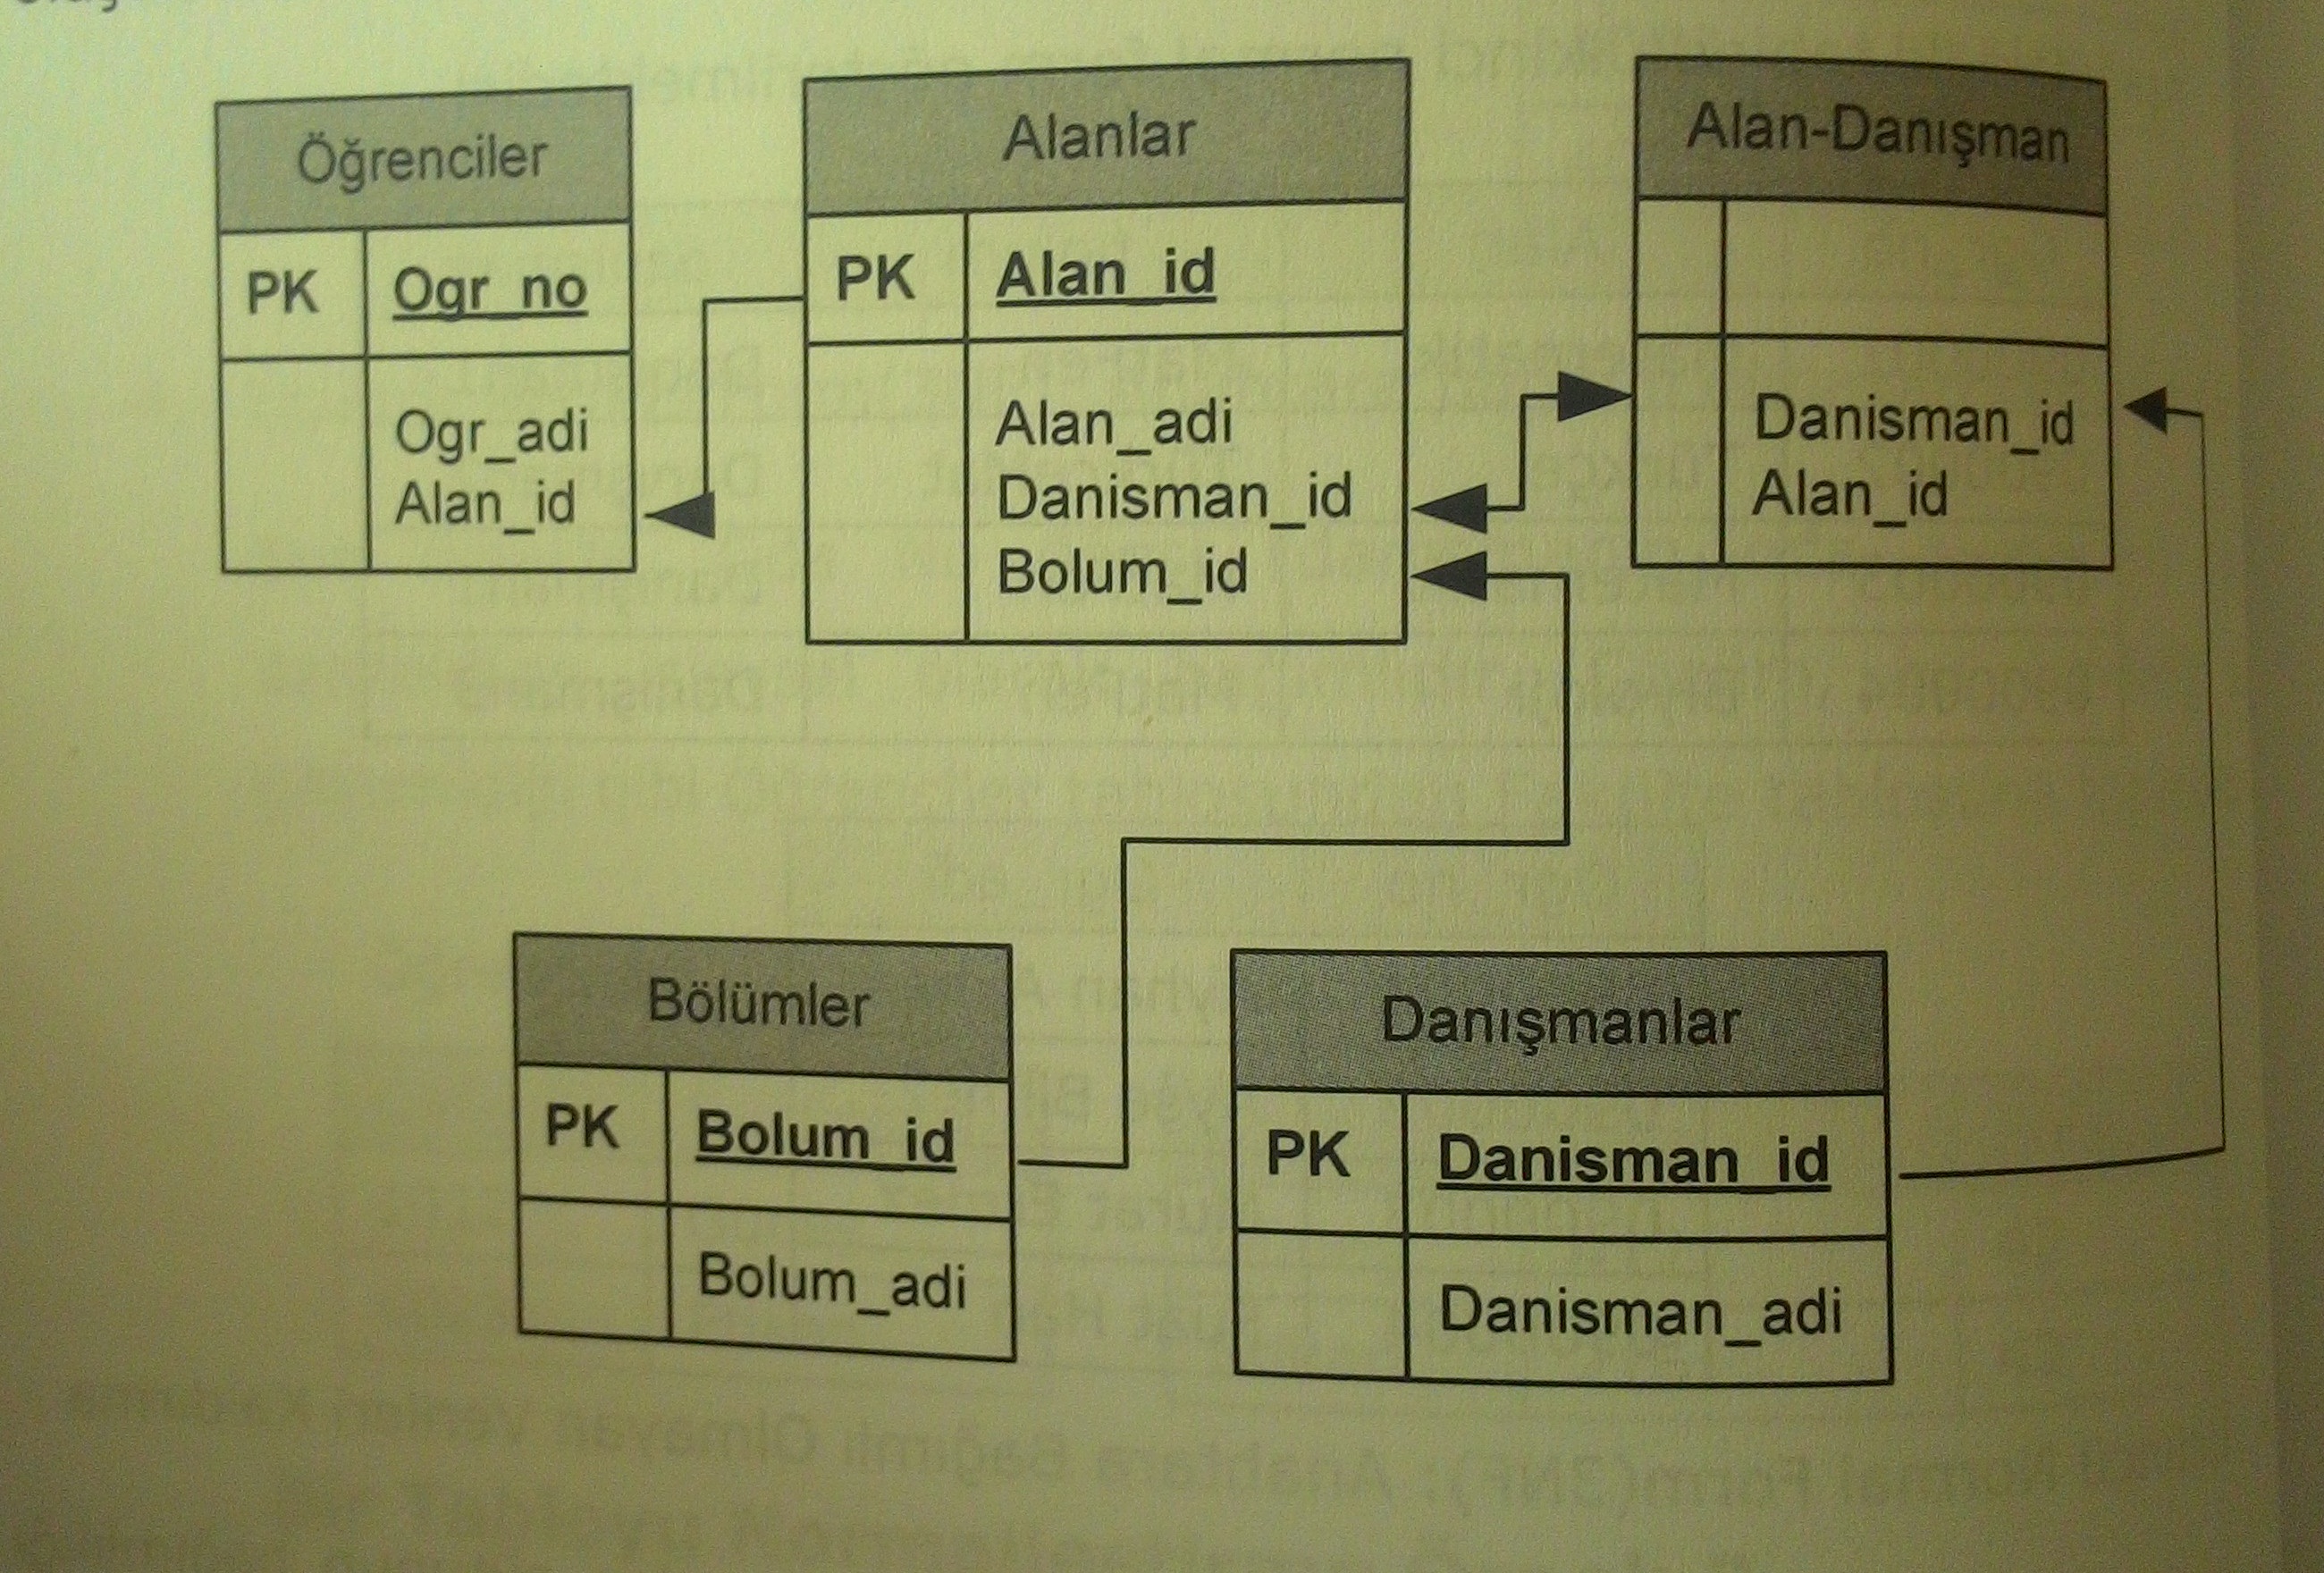 Öğrenciler
PK Ogr_no
Ogr_adi
Alan_id
Alanlar
PK Alan_id
Alan_adi
Danisman_id
Bolum_id
Alan-Danışman
Danisman_id
Alan_id
Bölümler
PK Bolum_id
Bolum_adi
Danışmanlar
PK Danisman_id
Danisman_adi